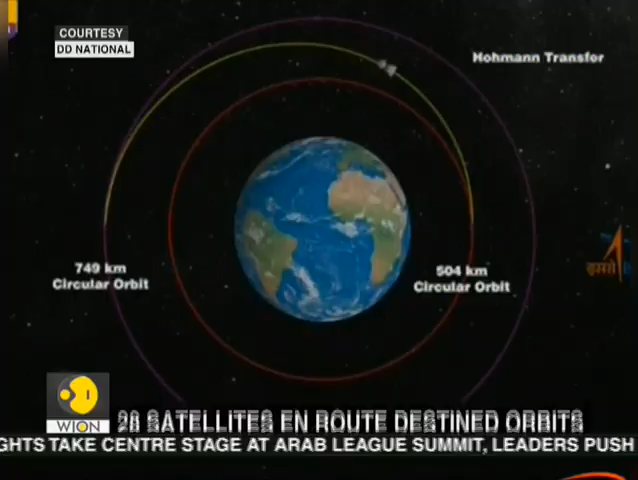 COURTESY
DD NATIONAL
Hohmann Transfer
749 km
Circular Orbit
504 km
Circular Orbit
इसरो
WION
28 SATELLITES EN ROUTE DESTINED ORBITS
GHTS TAKE CENTRE STAGE AT ARAB LEAGUE SUMMIT, LEADERS PUSH